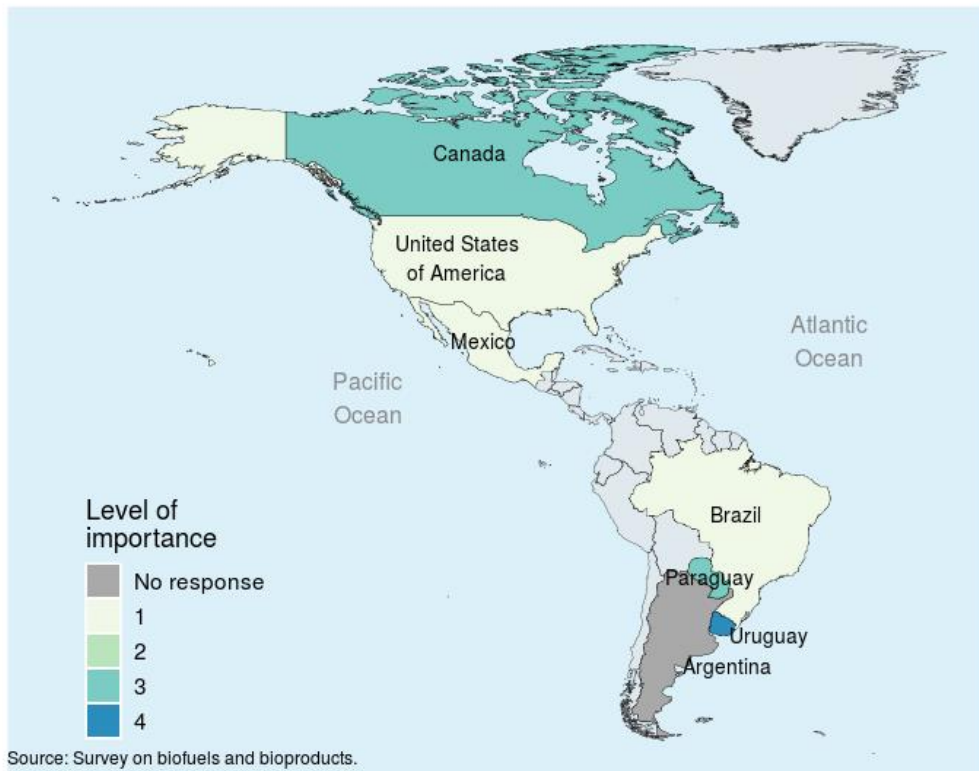 Canada
United States
of America
Mexico
Atlantic
Ocean
Pacific
Ocean
Brazil
Paraguay
Uruguay
Argentina
Level of
importance
No response
1
2
3
4
Source: Survey on biofuels and bioproducts.